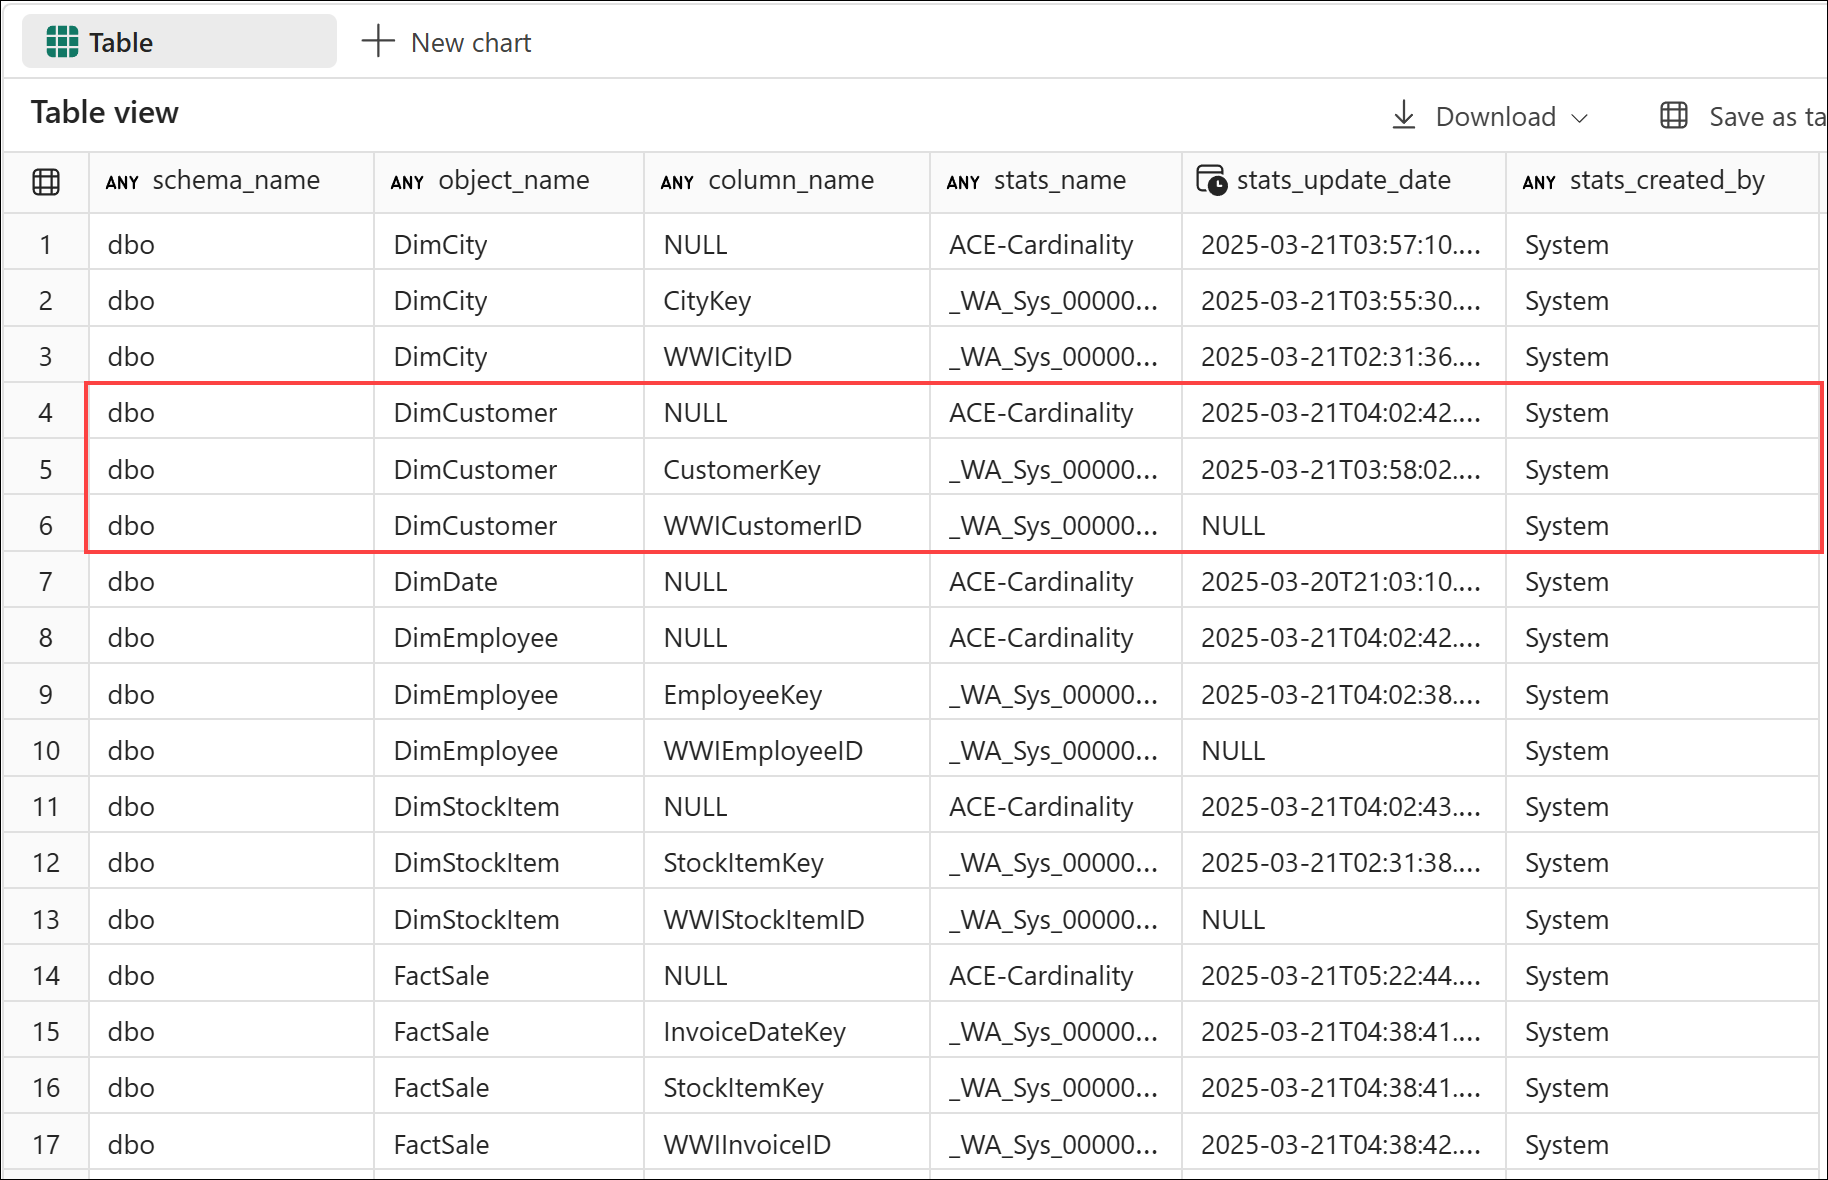 Table New chart
Table view Download Save as ta
ANY schema_name ANY object_name ANY column_name ANY stats_name stats_update_date ANY stats_created_by
1 dbo DimCity NULL ACE-Cardinality 2025-03-21T03:57:10.... System
2 dbo DimCity CityKey _WA_Sys_00000... 2025-03-21T03:55:30.... System
3 dbo DimCity WWICityID _WA_Sys_00000... 2025-03-21T02:31:36.... System
4 dbo DimCustomer NULL ACE-Cardinality 2025-03-21T04:02:42.... System
5 dbo DimCustomer CustomerKey _WA_Sys_00000... 2025-03-21T03:58:02.... System
6 dbo DimCustomer WWICustomerID _WA_Sys_00000... NULL System
7 dbo DimDate NULL ACE-Cardinality 2025-03-20T21:03:10.... System
8 dbo DimEmployee NULL ACE-Cardinality 2025-03-21T04:02:42.... System
9 dbo DimEmployee EmployeeKey _WA_Sys_00000... 2025-03-21T04:02:38.... System
10 dbo DimEmployee WWIEmployeeID _WA_Sys_00000... NULL System
11 dbo DimStockItem NULL ACE-Cardinality 2025-03-21T04:02:43.... System
12 dbo DimStockItem StockItemKey _WA_Sys_00000... 2025-03-21T02:31:38.... System
13 dbo DimStockItem WWIStockItemID _WA_Sys_00000... NULL System
14 dbo FactSale NULL ACE-Cardinality 2025-03-21T05:22:44.... System
15 dbo FactSale InvoiceDateKey _WA_Sys_00000... 2025-03-21T04:38:41.... System
16 dbo FactSale StockItemKey _WA_Sys_00000... 2025-03-21T04:38:41.... System
17 dbo FactSale WWIInvoiceID _WA_Sys_00000... 2025-03-21T04:38:42.... System